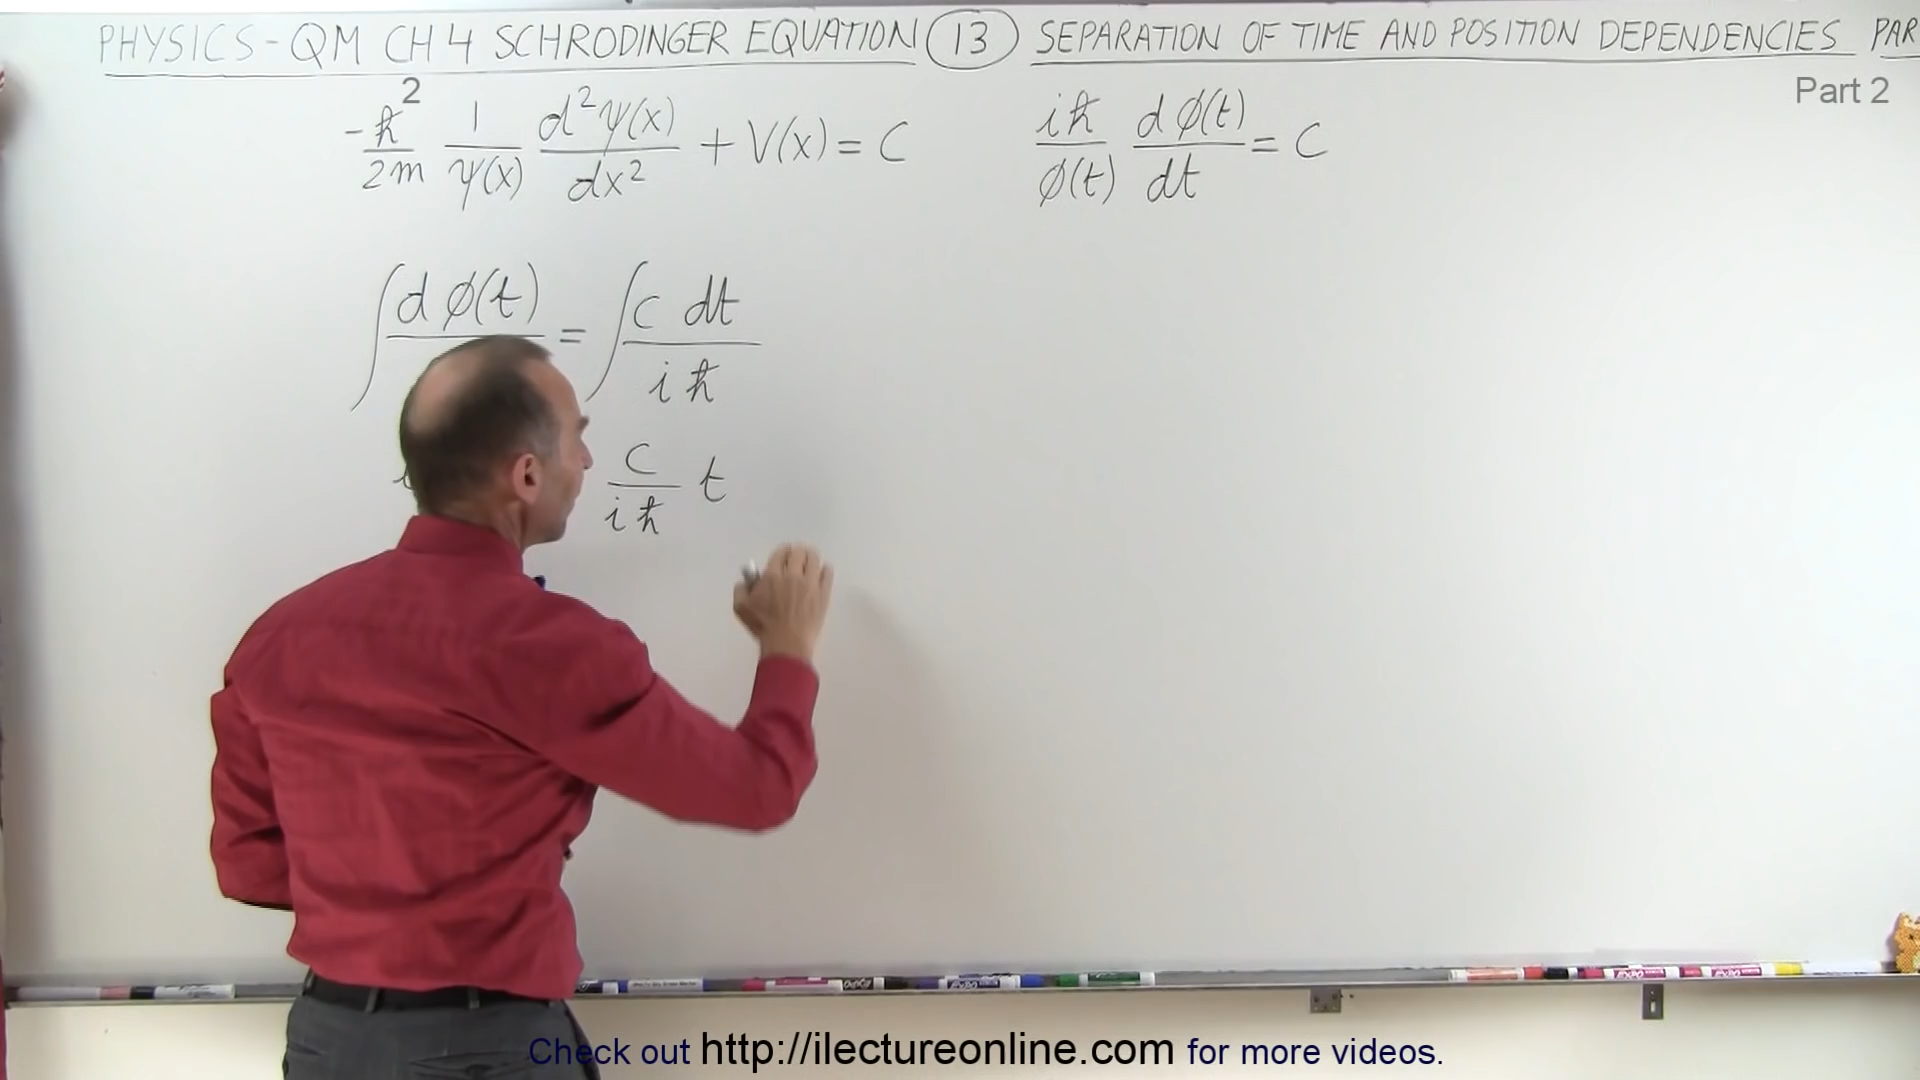 PHYSICS - QM CH 4 SCHRODINGER EQUATION 13 SEPARATION OF TIME AND POSITION DEPENDENCIES PAR
Part 2
-ħ²/2m 1/ψ(x) d²ψ(x)/dx² + V(x) = C
iħ/φ(t) dφ(t)/dt = C
∫ dφ(t) = ∫ C dt / iħ
C/iħ t
Check out http://ilectureonline.com for more videos.